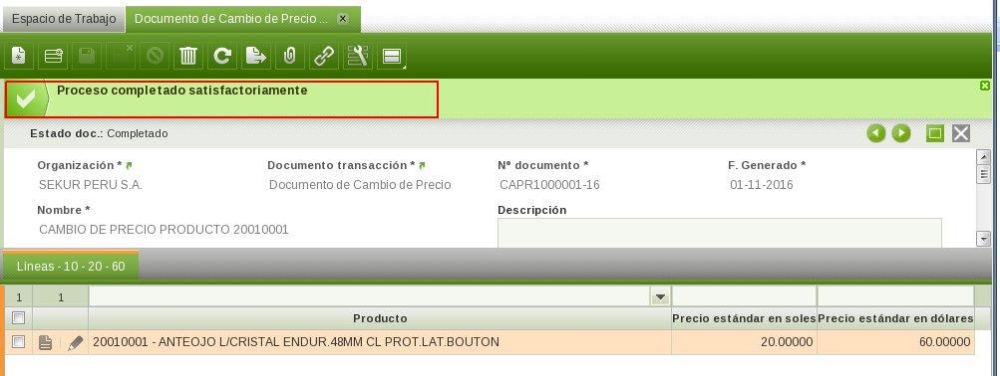 Espacio de Trabajo Documento de Cambio de Precio ...
Proceso completado satisfactoriamente
Estado doc.: Completado
Organización * Documento transacción * Nº documento * F. Generado *
SEKUR PERU S.A. Documento de Cambio de Precio CAPR1000001-16 01-11-2016
Nombre * Descripción
CAMBIO DE PRECIO PRODUCTO 20010001
Líneas - 10 - 20 - 60
1 1
Producto Precio estándar en soles Precio estándar en dólares
20010001 - ANTEOJO L/CRISTAL ENDUR.48MM CL PROT.LAT.BOUTON 20.00000 60.00000